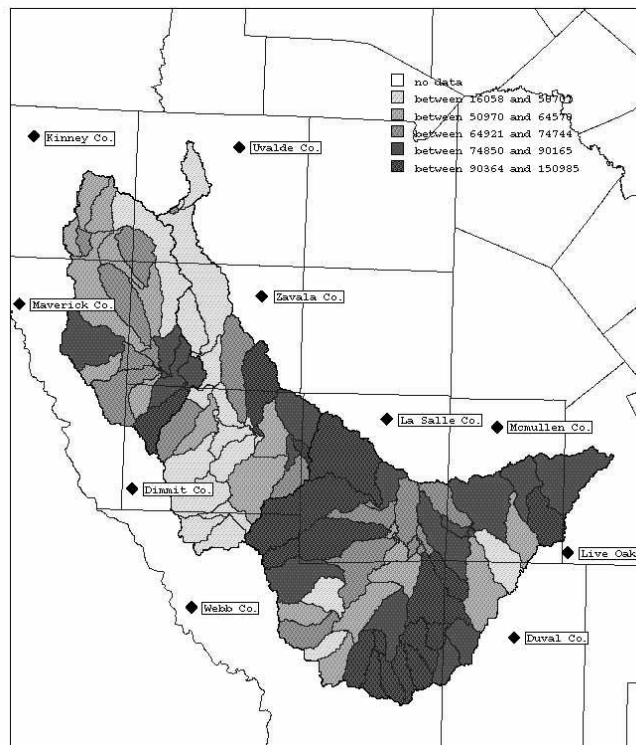 no data
between 16058 and
between 50970 and 64570
between 64921 and 74744
between 74850 and 90165
between 90364 and 150985
Kinney Co.
Uvalde Co.
Maverick Co.
Zavala Co.
La Salle Co.
Mcmullen Co.
Dimmit Co.
Live Oak
Webb Co.
Duval Co.